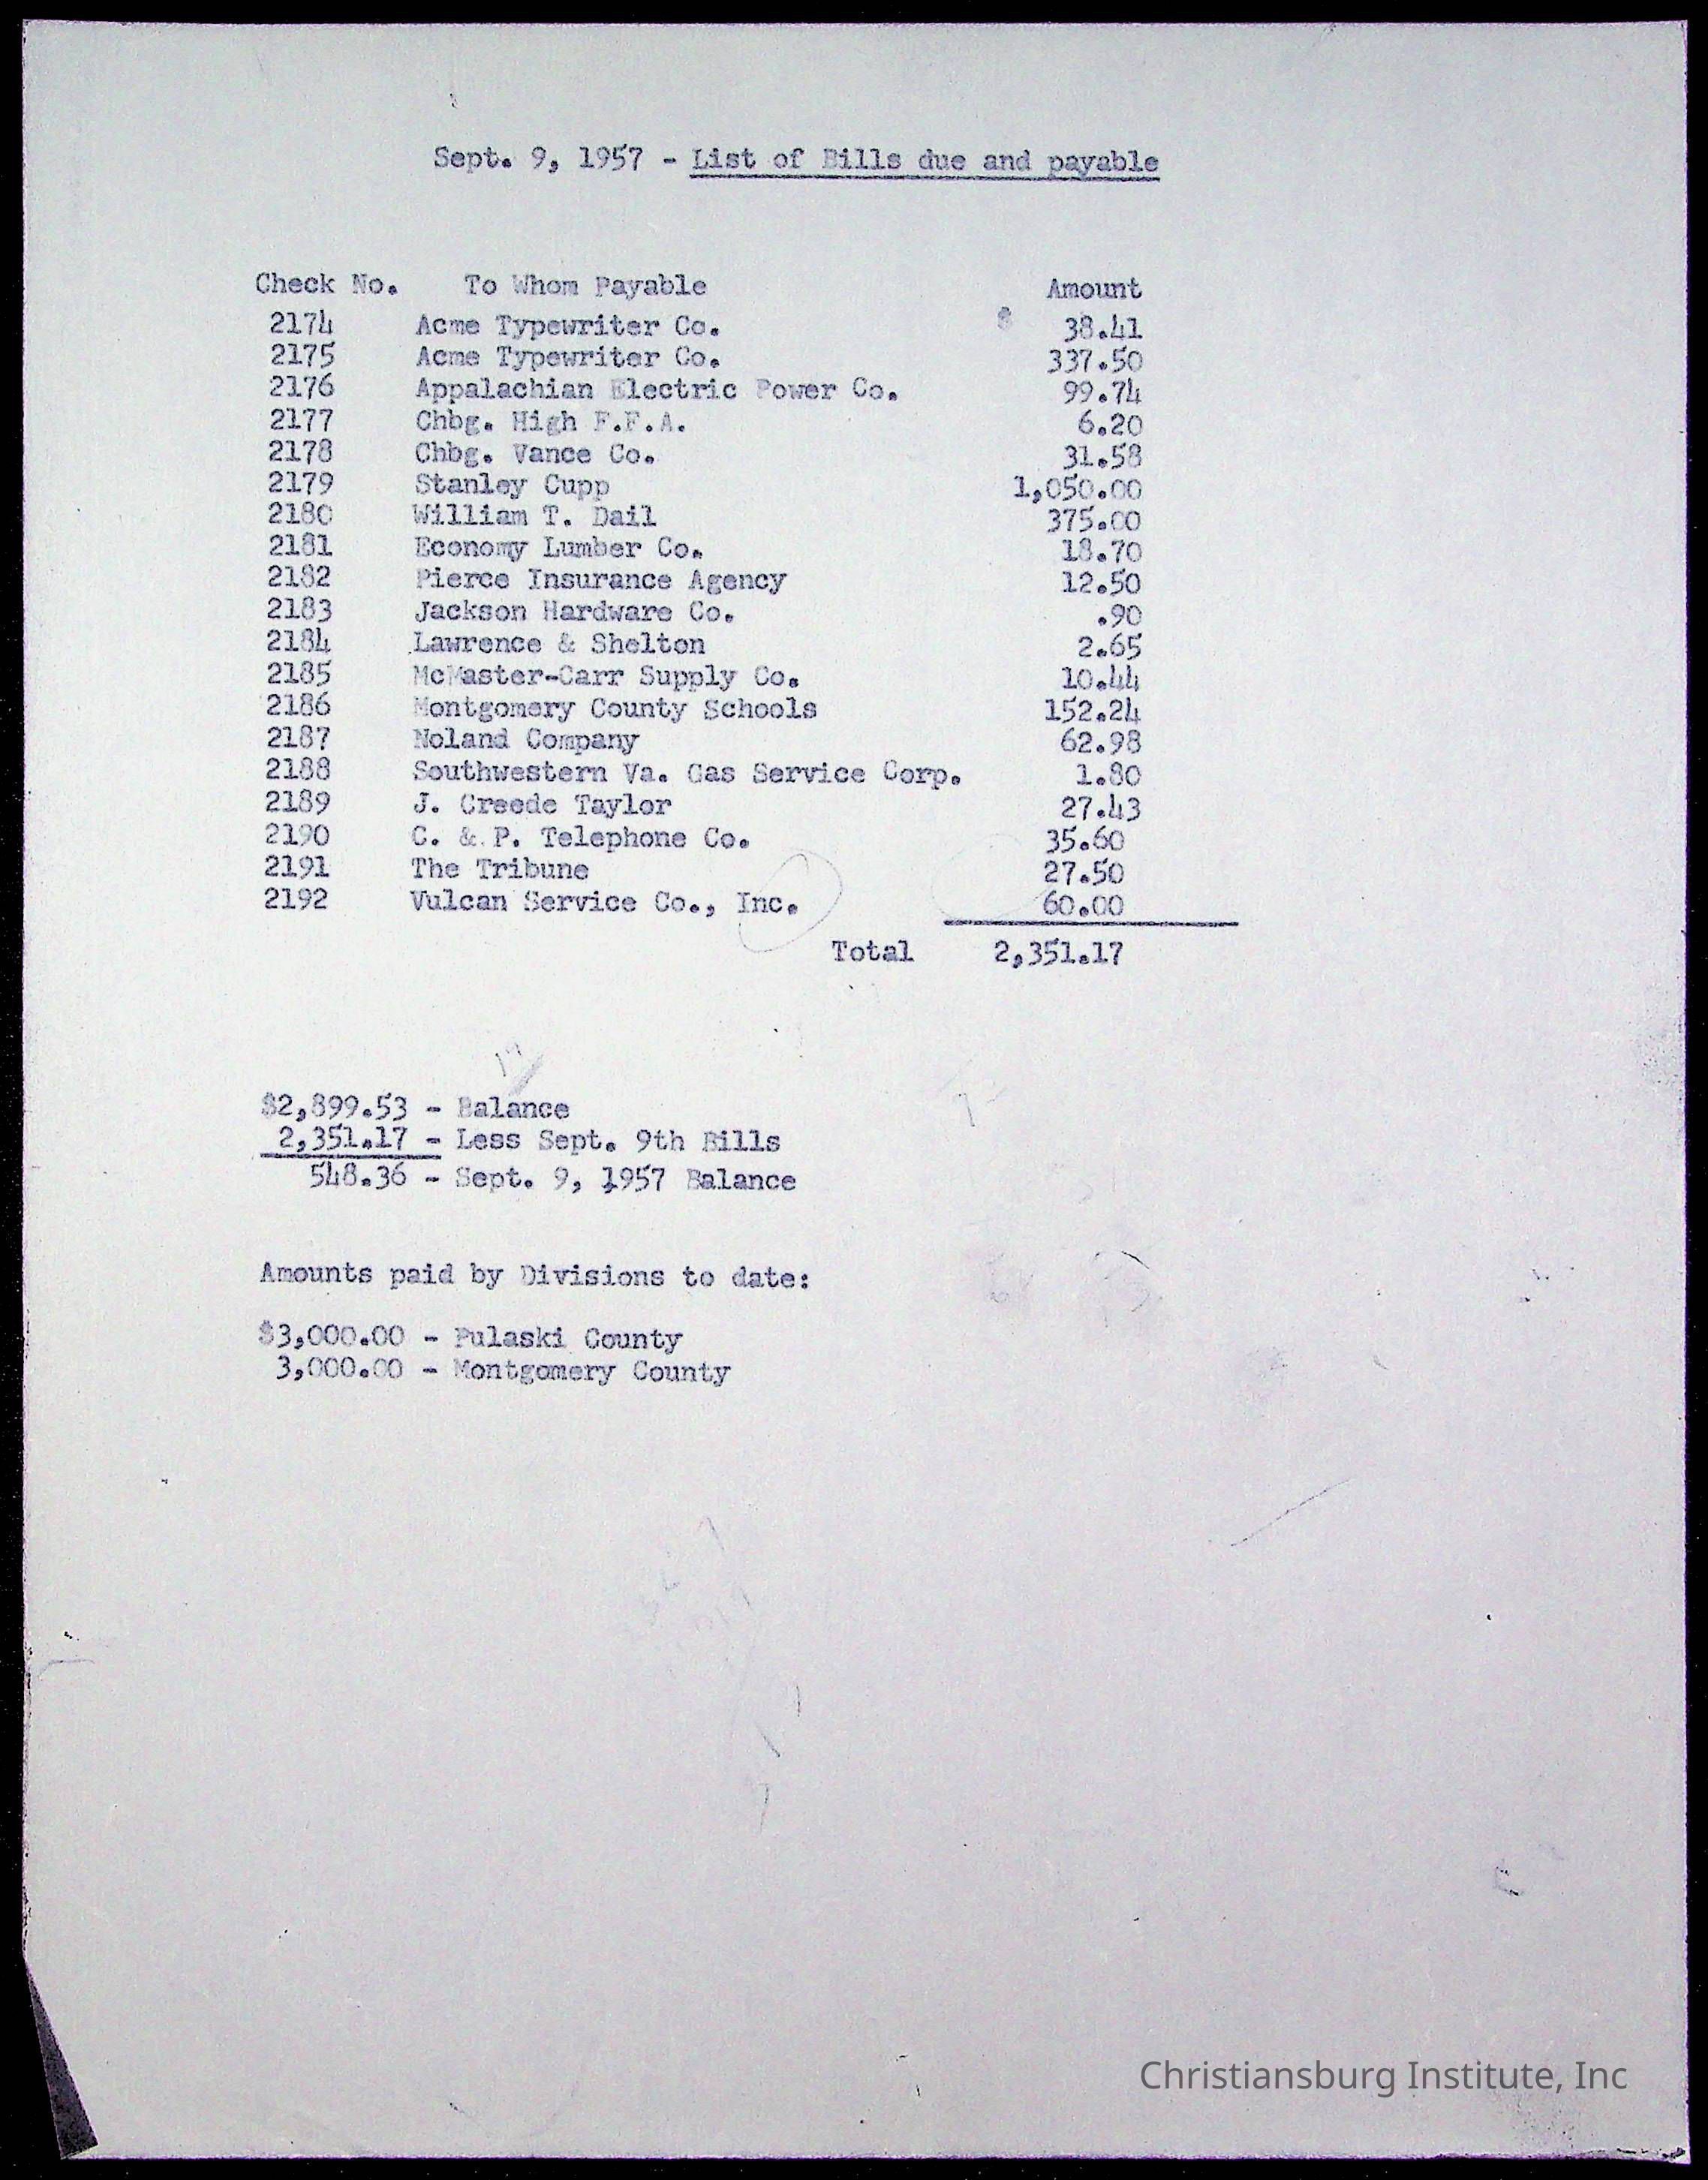 Sept. 9, 1957 - List of Bills due and payable
Check No. To Whom Payable Amount
2174 Acme Typewriter Co. $ 38.41
2175 Acme Typewriter Co. 337.50
2176 Appalachian Electric Power Co. 99.74
2177 Chbg. High F.F.A. 6.20
2178 Chbg. Vance Co. 31.58
2179 Stanley Cupp 1,050.00
2180 William T. Dail 375.00
2181 Economy Lumber Co. 18.70
2182 Pierce Insurance Agency 12.50
2183 Jackson Hardware Co. .90
2184 Lawrence & Shelton 2.65
2185 McMaster-Carr Supply Co. 10.44
2186 Montgomery County Schools 152.24
2187 Noland Company 62.98
2188 Southwestern Va. Gas Service Corp. 1.80
2189 J. Creede Taylor 27.43
2190 C. & P. Telephone Co. 35.60
2191 The Tribune 27.50
2192 Vulcan Service Co., Inc. 60.00
Total 2,351.17
$2,899.53 - Balance
2,351.17 - Less Sept. 9th Bills
548.36 - Sept. 9, 1957 Balance
Amounts paid by Divisions to date:
$3,000.00 - Pulaski County
3,000.00 - Montgomery County
Christiansburg Institute, Inc